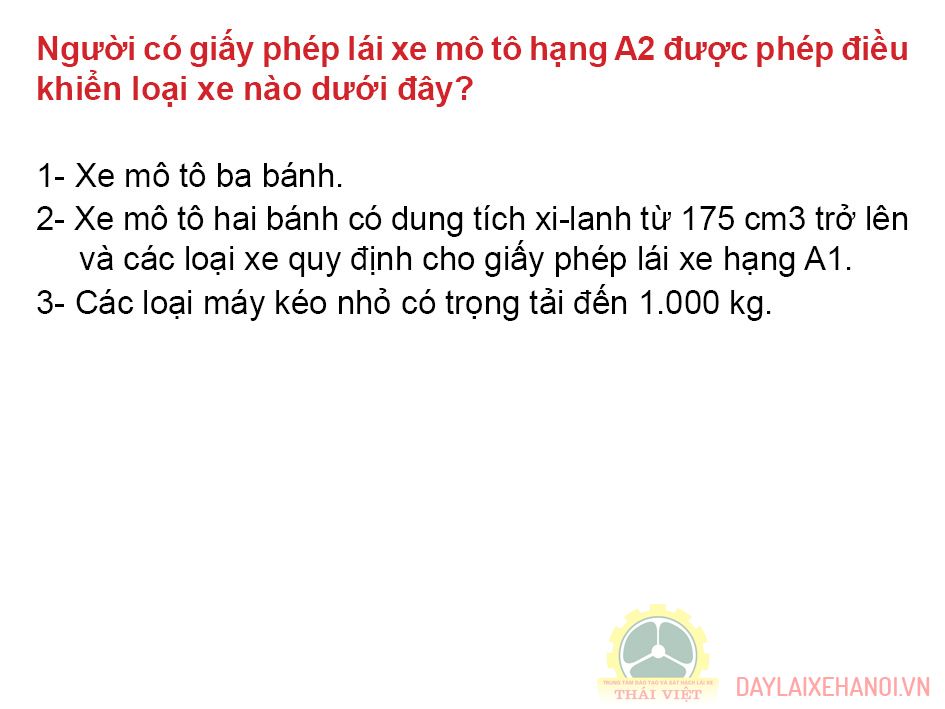 Người có giấy phép lái xe mô tô hạng A2 được phép điều
khiển loại xe nào dưới đây?
1- Xe mô tô ba bánh.
2- Xe mô tô hai bánh có dung tích xi-lanh từ 175 cm3 trở lên
và các loại xe quy định cho giấy phép lái xe hạng A1.
3- Các loại máy kéo nhỏ có trọng tải đến 1.000 kg.
TRUNG TÂM ĐÀO TẠO VÀ SÁT HẠCH LÁI XE
THÁI VIỆT
DAYLAIXEHANOI.VN